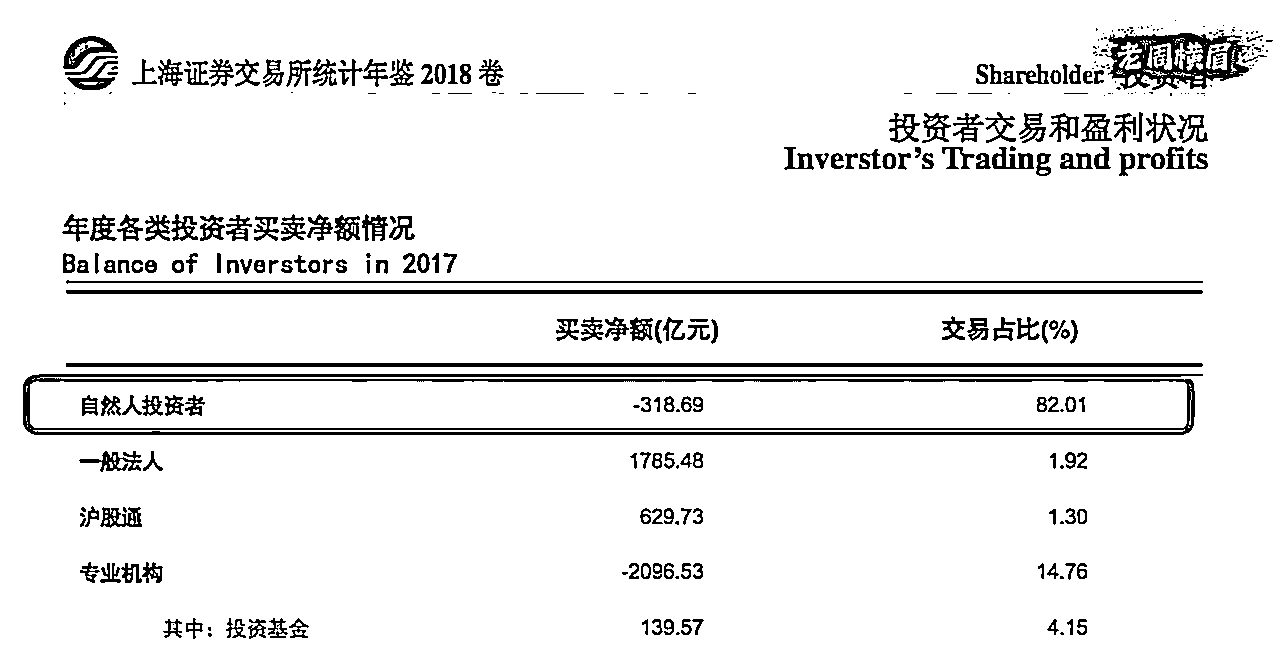 上海证券交易所统计年鉴 2018 卷
Shareholder 投资者
老周横眉
投资者交易和盈利状况
Inverstor's Trading and profits
年度各类投资者买卖净额情况
Balance of Inverstors in 2017
买卖净额(亿元) 交易占比(%)
自然人投资者 -318.69 82.01
一般法人 1785.48 1.92
沪股通 629.73 1.30
专业机构 -2096.53 14.76
其中: 投资基金 139.57 4.15